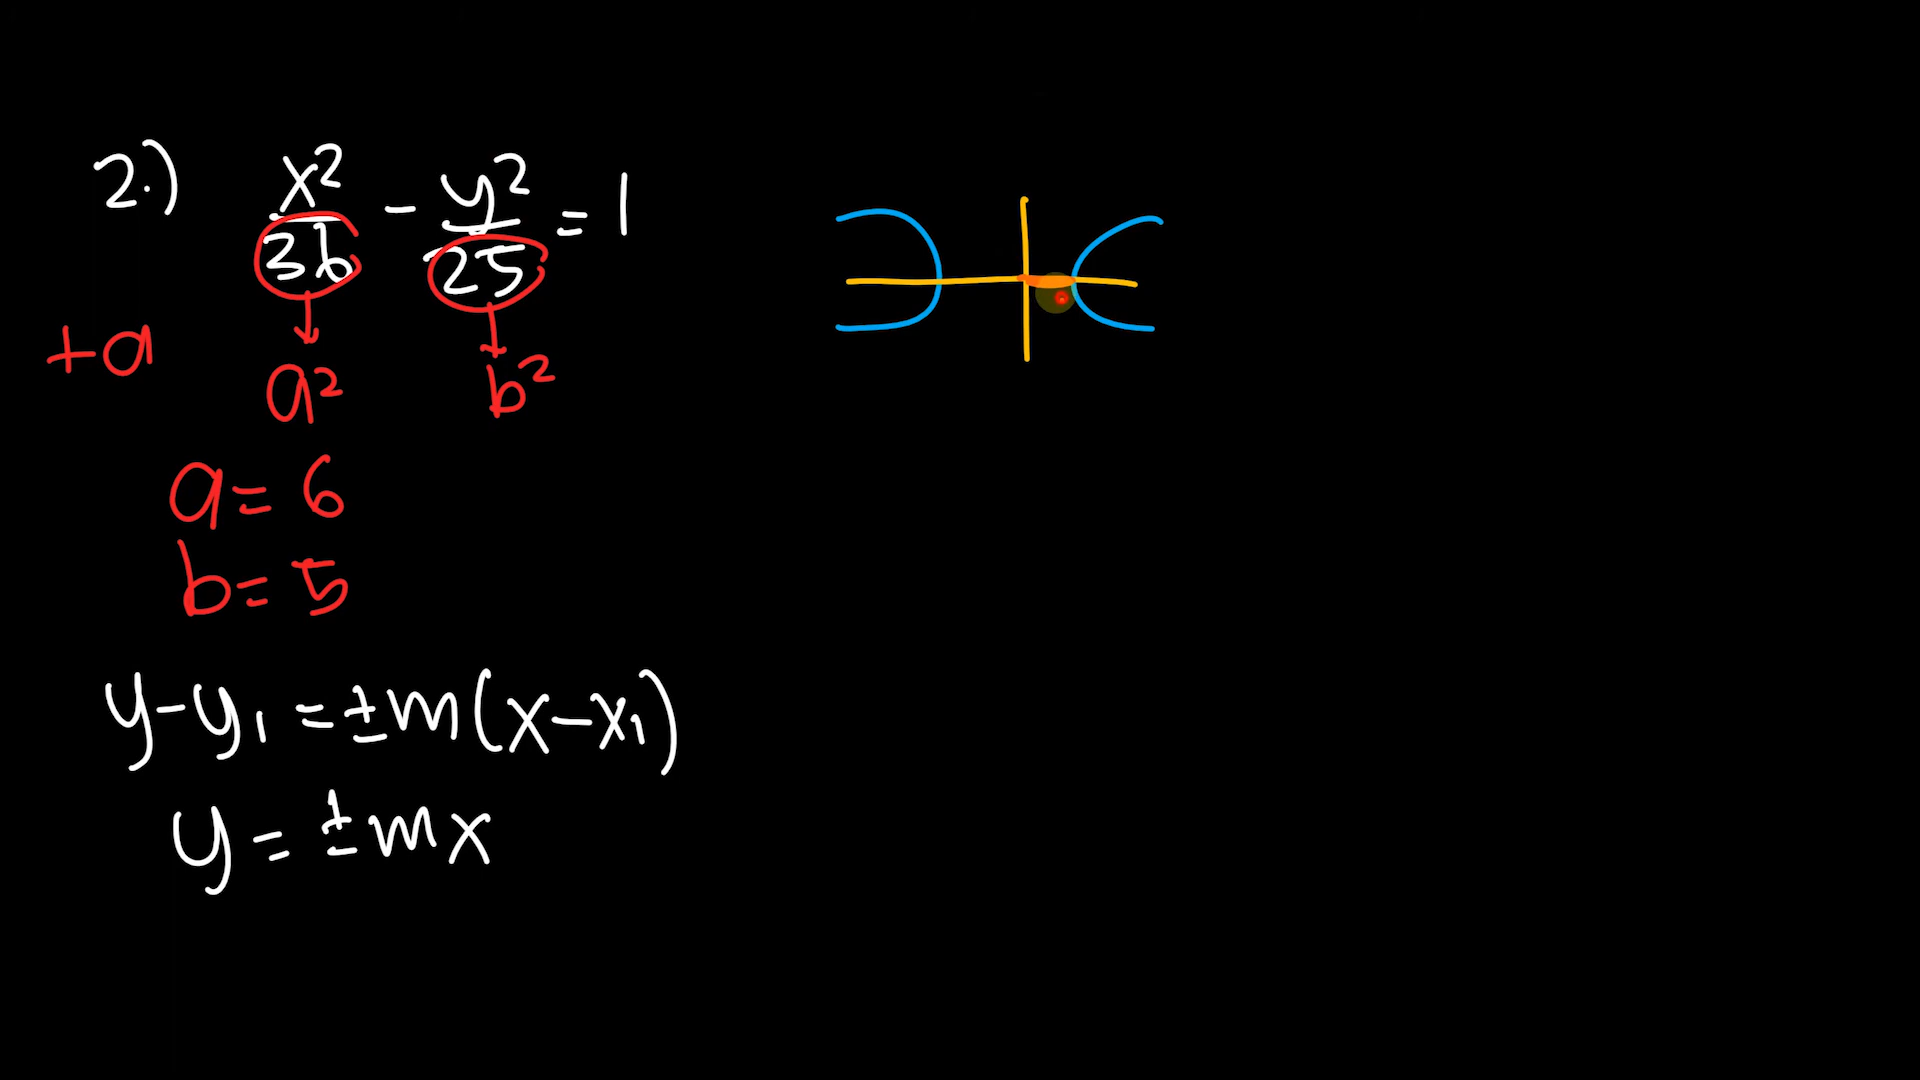 2.) x²/36 - y²/25 = 1
+a
a² b²
a = 6
b = 5
y - y₁ = ±m(x - x₁)
y = ±mx